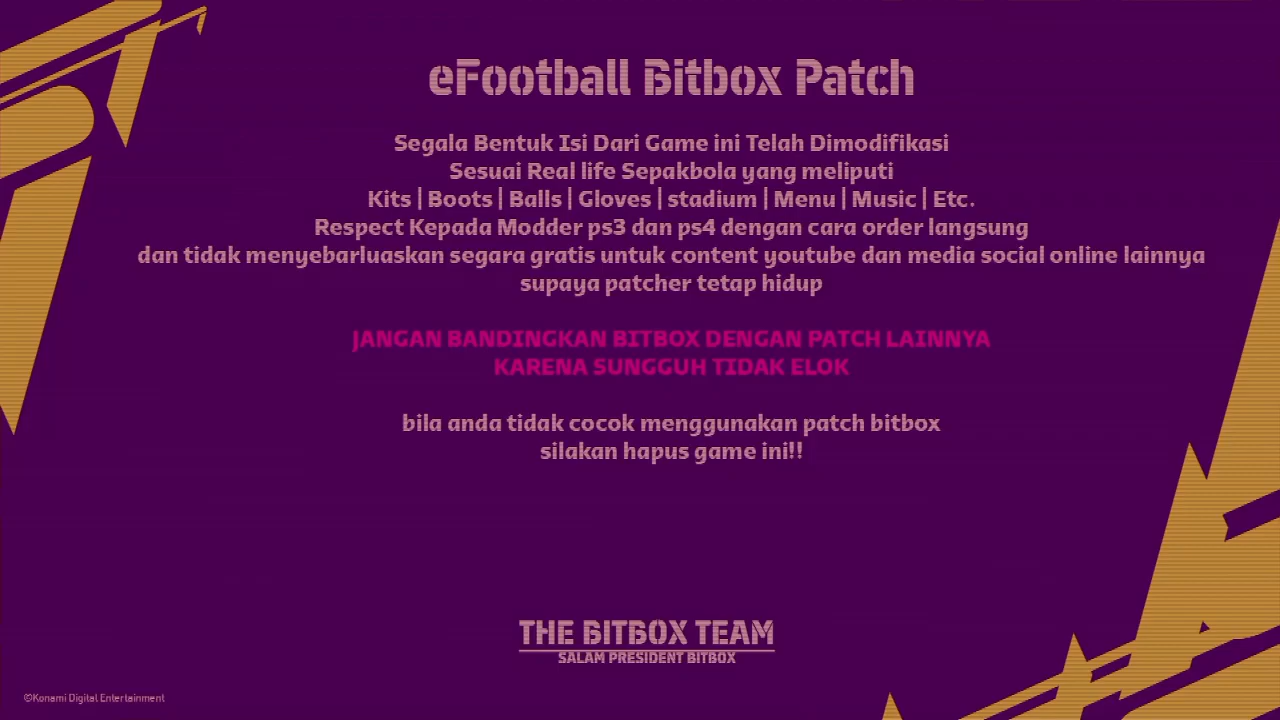 eFootball Bitbox Patch
Segala Bentuk Isi Dari Game ini Telah Dimodifikasi
Sesuai Real life Sepakbola yang meliputi
Kits | Boots | Balls | Gloves | stadium | Menu | Music | Etc.
Respect Kepada Modder ps3 dan ps4 dengan cara order langsung
dan tidak menyebarluaskan segara gratis untuk content youtube dan media social online lainnya
supaya patcher tetap hidup
JANGAN BANDINGKAN BITBOX DENGAN PATCH LAINNYA
KARENA SUNGGUH TIDAK ELOK
bila anda tidak cocok menggunakan patch bitbox
silakan hapus game ini!!
THE BITBOX TEAM
SALAM PRESIDENT BITBOX
©Konami Digital Entertainment